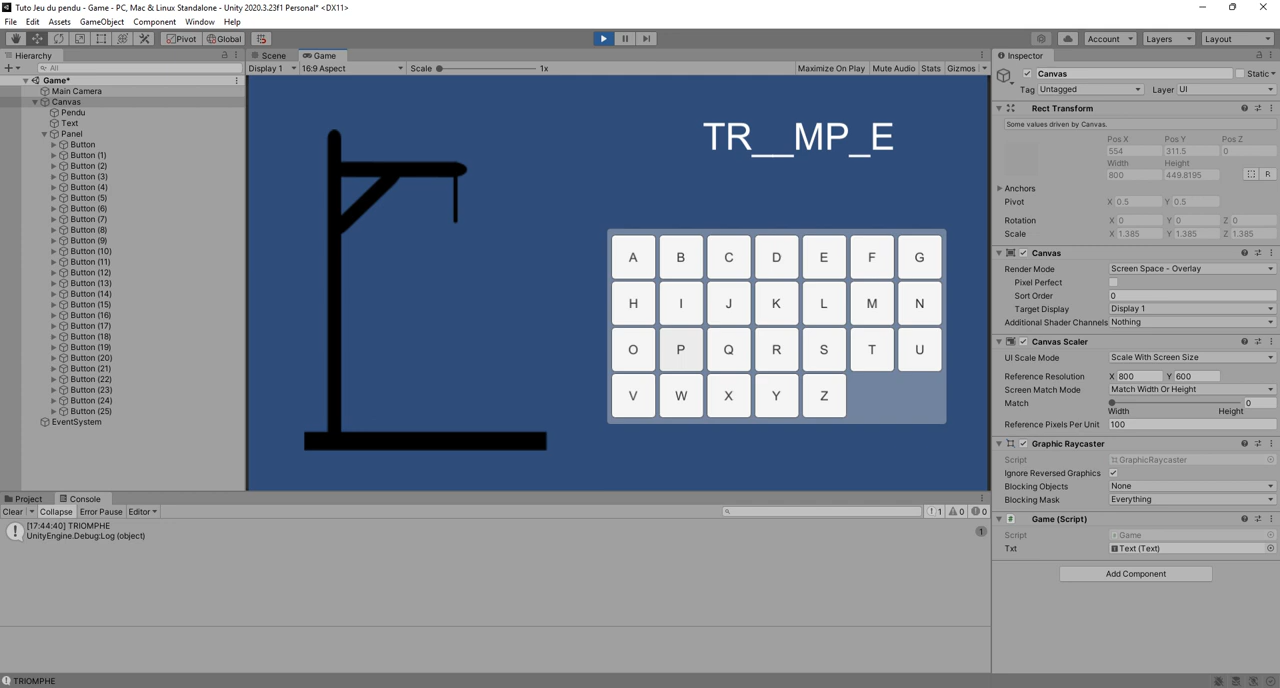 Tuto Jeu du pendu - Game - PC, Mac & Linux Standalone - Unity 2020.3.23f1 Personal* <DX11>
File Edit Assets GameObject Component Window Help
Pivot Global Account Layers Layout
Hierarchy
All
Game*
Main Camera
Canvas
Pendu
Text
Panel
Button
Button (1)
Button (2)
Button (3)
Button (4)
Button (5)
Button (6)
Button (7)
Button (8)
Button (9)
Button (10)
Button (11)
Button (12)
Button (13)
Button (14)
Button (15)
Button (16)
Button (17)
Button (18)
Button (19)
Button (20)
Button (21)
Button (22)
Button (23)
Button (24)
Button (25)
EventSystem
Scene Game
Display 1 16:9 Aspect Scale 1x Maximize On Play Mute Audio Stats Gizmos
TR__MP_E
A B C D E F G
H I J K L M N
O P Q R S T U
V W X Y Z
Project Console
Clear Collapse Error Pause Editor 1 0 0
[17:44:40] TRIOMPHE
UnityEngine.Debug:Log (object)
1
TRIOMPHE
Inspector
Canvas Static
Tag Untagged Layer UI
Rect Transform
Some values driven by Canvas.
Pos X Pos Y Pos Z
554 311.5 0
Width Height
800 449.8195 R
Anchors
Pivot X 0.5 Y 0.5
Rotation X 0 Y 0 Z 0
Scale X 1.385 Y 1.385 Z 1.385
Canvas
Render Mode Screen Space - Overlay
Pixel Perfect
Sort Order 0
Target Display Display 1
Additional Shader Channels Nothing
Canvas Scaler
UI Scale Mode Scale With Screen Size
Reference Resolution X 800 Y 600
Screen Match Mode Match Width Or Height
Match 0
Width Height
Reference Pixels Per Unit 100
Graphic Raycaster
Script GraphicRaycaster
Ignore Reversed Graphics
Blocking Objects None
Blocking Mask Everything
Game (Script)
Script Game
Txt Text (Text)
Add Component